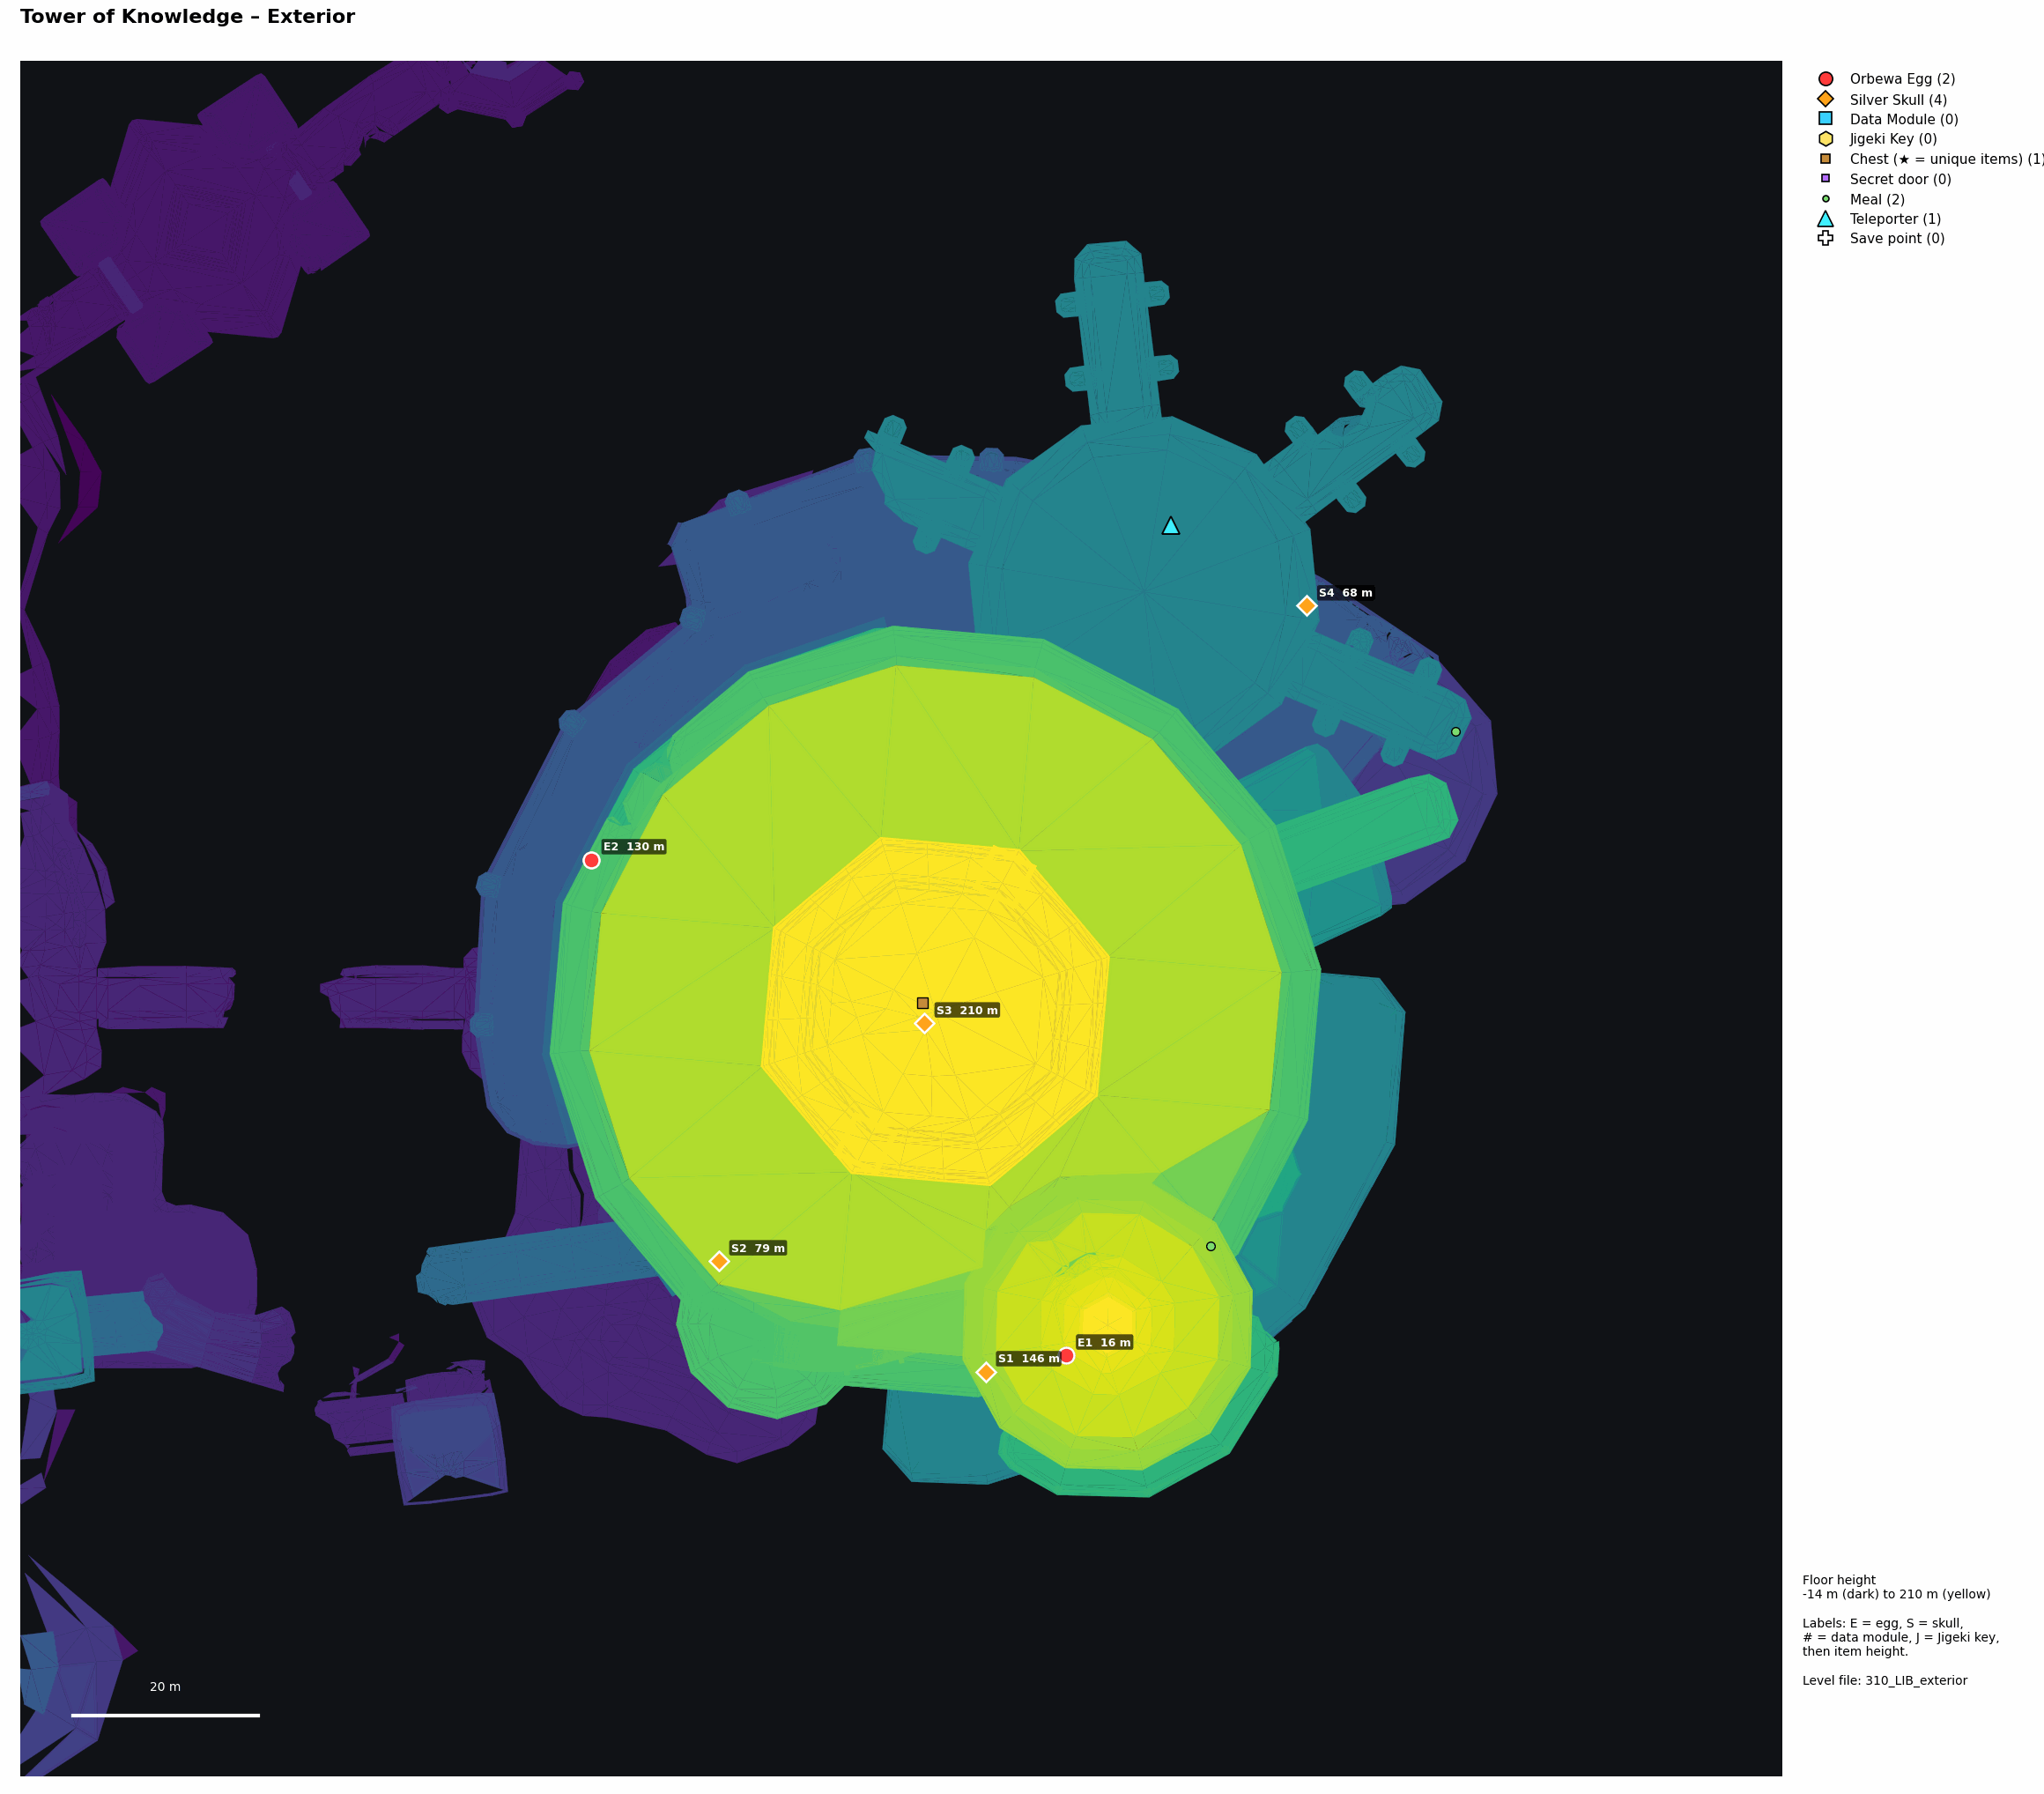 Tower of Knowledge – Exterior
Orbewa Egg (2)
Silver Skull (4)
Data Module (0)
Jigeki Key (0)
Chest (★ = unique items) (1)
Secret door (0)
Meal (2)
Teleporter (1)
Save point (0)
S4 68 m
E2 130 m
S3 210 m
S2 79 m
E1 16 m
S1 146 m
Floor height
-14 m (dark) to 210 m (yellow)
Labels: E = egg, S = skull,
# = data module, J = Jigeki key,
then item height.
Level file: 310_LIB_exterior
20 m